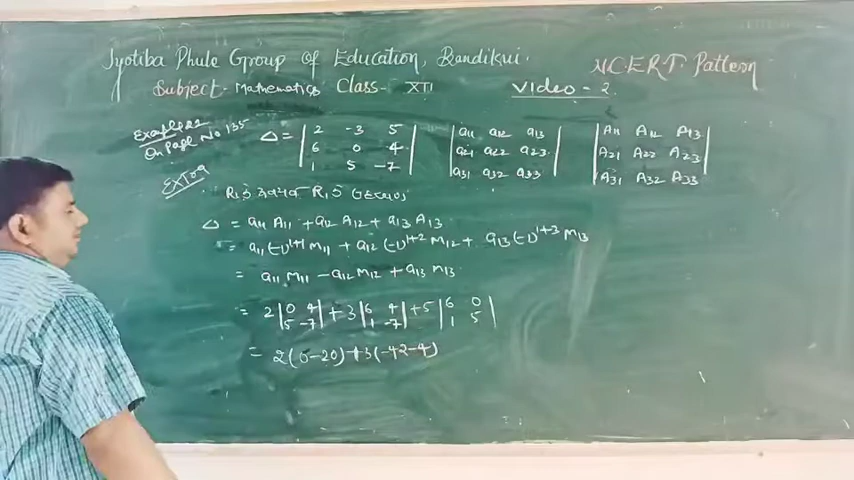 Jyotiba Phule Group of Education, Bandikui.
N.C.E.R.T. Pattern
Subject- Mathematics Class- XII
Video - 2
Example 22
On Page No 135
Δ = | 2 -3 5 | | a11 a12 a13 | | A11 A12 A13 |
| 6 0 4 | | a21 a22 a23 | | A21 A22 A23 |
| 1 5 -7 | | a31 a32 a33 | | A31 A32 A33 |
Δ = a11 A11 + a12 A12 + a13 A13
= a11 (-1)^1+1 M11 + a12 (-1)^1+2 M12 + a13 (-1)^1+3 M13
= a11 M11 - a12 M12 + a13 M13
= 2 | 0 4 | + 3 | 6 4 | + 5 | 6 0 |
| 5 -7 | | 1 -7 | | 1 5 |
= 2(0-20) + 3(-42-4)